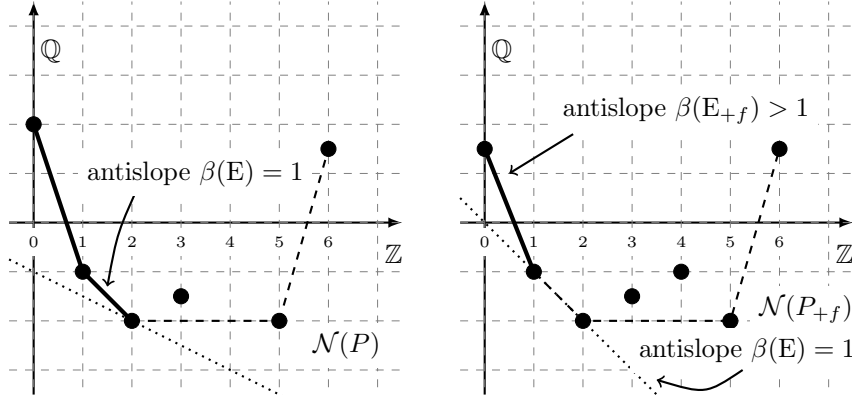 ℚ
antislope β(E) = 1
0 1 2 3 4 5 6
ℤ
𝒩(P)
ℚ
antislope β(E₊f) > 1
0 1 2 3 4 5 6
ℤ
𝒩(P₊f)
antislope β(E) = 1